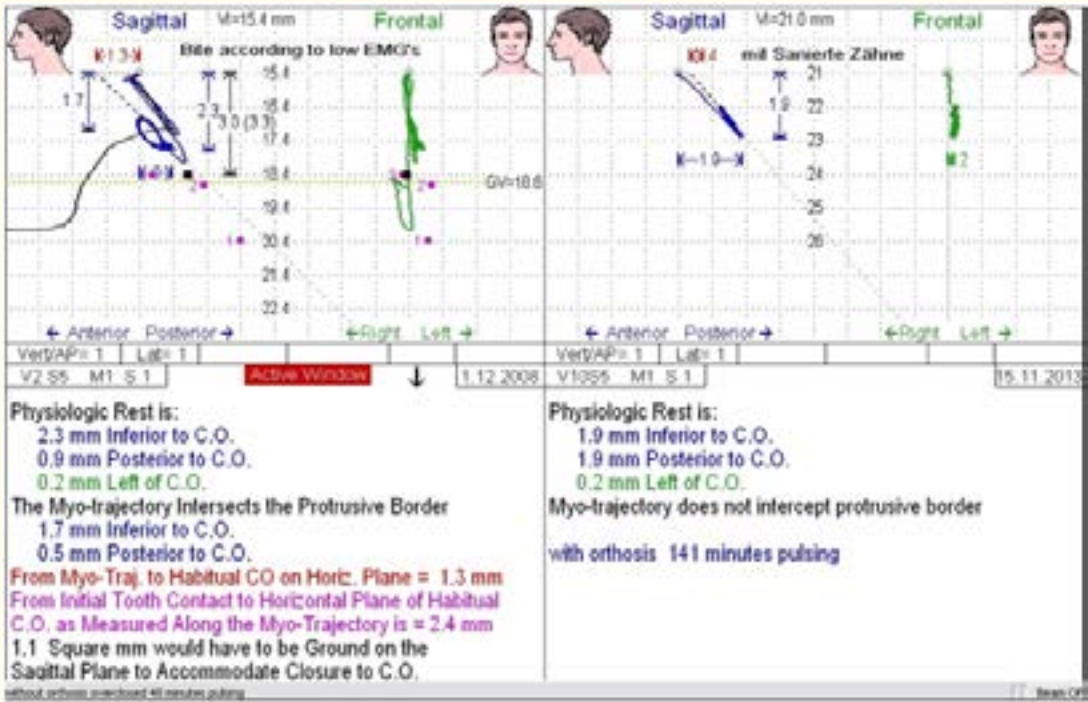 Sagittal VI=15.4 mm Frontal
Bite according to low EMG's
1.3
15.4
1.7
2.3
3.0 (3.3)
16.4
17.4
18.4
GV=18.6
19.4
20.4
21.4
22.4
← Anterior Posterior →
←Right Left →
Vert/AP= 1 Lat= 1
V2 S5 M1 S 1 Active Window ↓ 1.12.2008
Physiologic Rest is:
2.3 mm Inferior to C.O.
0.9 mm Posterior to C.O.
0.2 mm Left of C.O.
The Myo-trajectory Intersects the Protrusive Border
1.7 mm Inferior to C.O.
0.5 mm Posterior to C.O.
From Myo-Traj. to Habitual CO on Horiz. Plane = 1.3 mm
From Initial Tooth Contact to Horizontal Plane of Habitual
C.O. as Measured Along the Myo-Trajectory is = 2.4 mm
1.1 Square mm would have to be Ground on the
Sagittal Plane to Accommodate Closure to C.O.
without orthosis overclosed 40 minutes pulsing
Sagittal VI=21.0 mm Frontal
.4
mit Sanierte Zähne
21
1.9
22
23
1.9
.2
24
25
26
← Anterior Posterior →
←Right Left →
Vert/AP= 1 Lat= 1
V10S5 M1 S 1 15.11.2013
Physiologic Rest is:
1.9 mm Inferior to C.O.
1.9 mm Posterior to C.O.
0.2 mm Left of C.O.
Myo-trajectory does not intercept protrusive border
with orthosis 141 minutes pulsing
Beam OFF